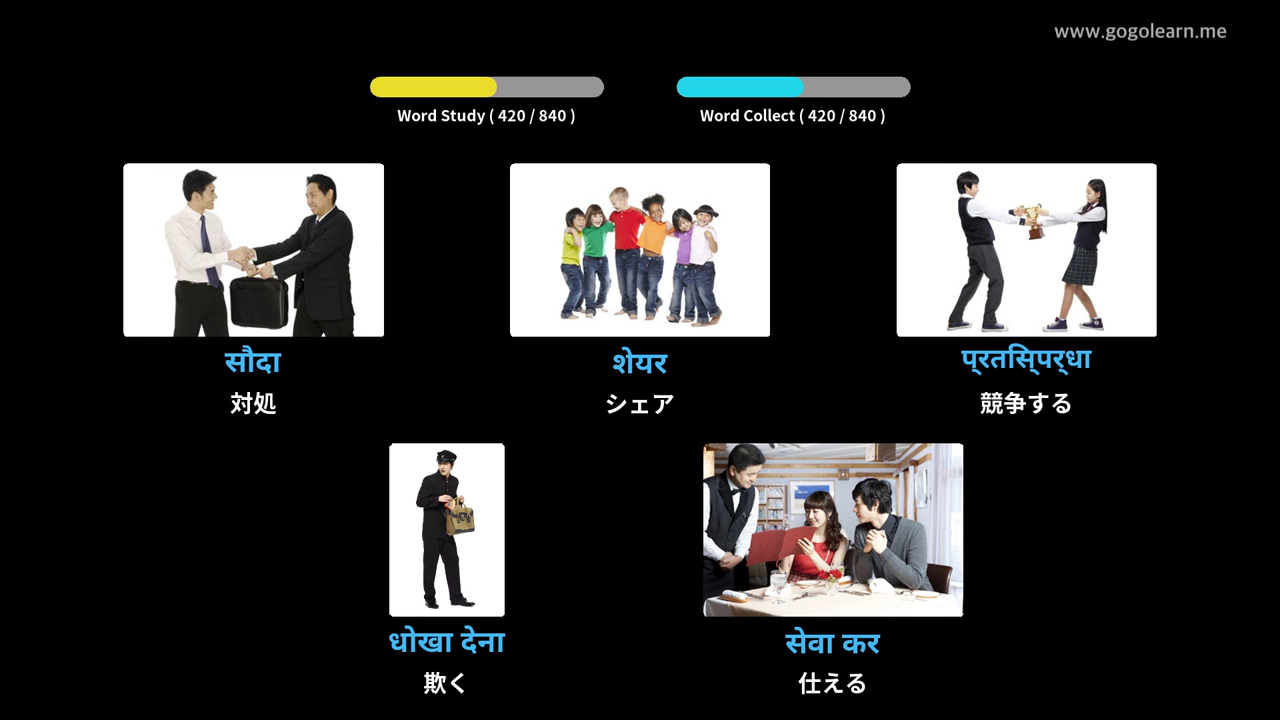 www.gogolearn.me
Word Study ( 420 / 840 )
Word Collect ( 420 / 840 )
सौदा
対処
शेयर
シェア
प्रतिस्पर्धा
競争する
धोखा देना
欺く
सेवा कर
仕える